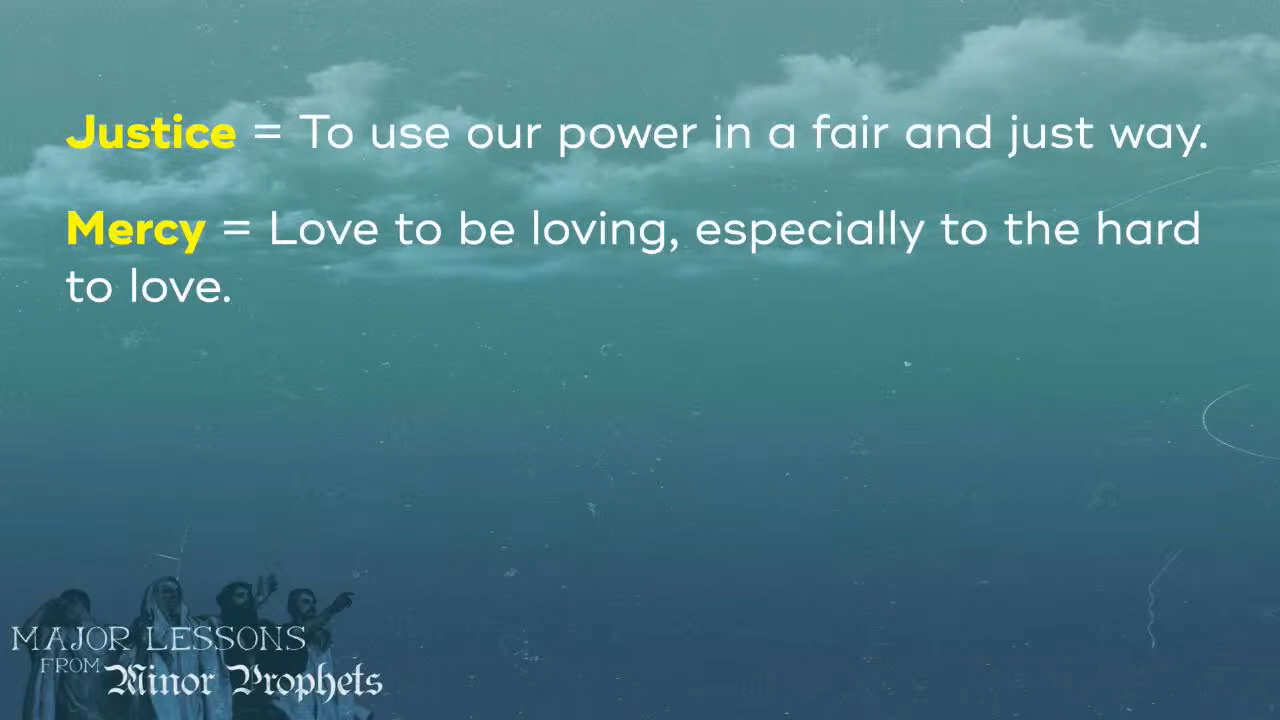 Justice = To use our power in a fair and just way.
Mercy = Love to be loving, especially to the hard
to love.
MAJOR LESSONS
FROM Minor Prophets